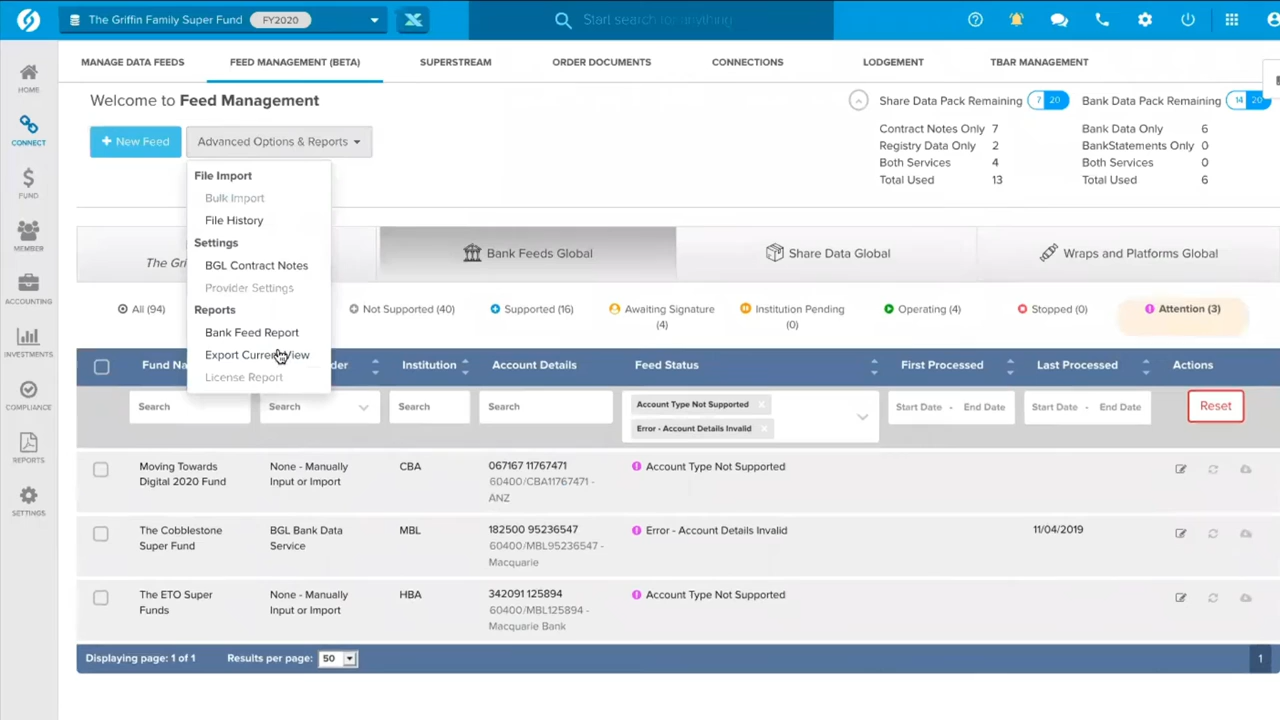 The Griffin Family Super Fund FY2020
Start search for anything
MANAGE DATA FEEDS
FEED MANAGEMENT (BETA)
SUPERSTREAM
ORDER DOCUMENTS
CONNECTIONS
LODGEMENT
TBAR MANAGEMENT
HOME
CONNECT
FUND
MEMBER
ACCOUNTING
INVESTMENTS
COMPLIANCE
REPORTS
SETTINGS
Welcome to Feed Management
+ New Feed
Advanced Options & Reports
Share Data Pack Remaining 7 20
Contract Notes Only 7
Registry Data Only 2
Both Services 4
Total Used 13
Bank Data Pack Remaining 14 20
Bank Data Only 6
BankStatements Only 0
Both Services 0
Total Used 6
File Import
Bulk Import
File History
Settings
BGL Contract Notes
Provider Settings
Reports
Bank Feed Report
Export Current View
License Report
The Grif
Bank Feeds Global
Share Data Global
Wraps and Platforms Global
All (94)
Not Supported (40)
Supported (16)
Awaiting Signature
(4)
Institution Pending
(0)
Operating (4)
Stopped (0)
Attention (3)
Fund Na
der
Institution
Account Details
Feed Status
First Processed
Last Processed
Actions
Search
Search
Search
Search
Account Type Not Supported
Error - Account Details Invalid
Start Date - End Date
Start Date - End Date
Reset
Moving Towards
Digital 2020 Fund
None - Manually
Input or Import
CBA
067167 11767471
60400/CBA11767471 -
ANZ
Account Type Not Supported
The Cobblestone
Super Fund
BGL Bank Data
Service
MBL
182500 95236547
60400/MBL95236547 -
Macquarie
Error - Account Details Invalid
11/04/2019
The ETO Super
Funds
None - Manually
Input or Import
HBA
342091 125894
60400/MBL125894 -
Macquarie Bank
Account Type Not Supported
Displaying page: 1 of 1
Results per page: 50
1